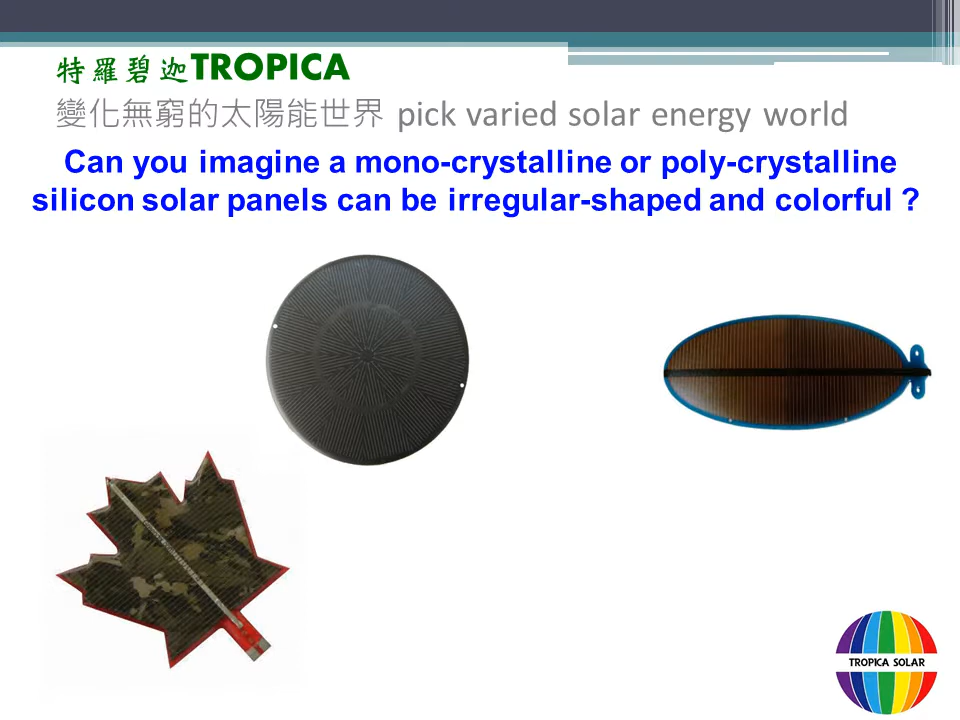 特羅碧迦TROPICA
變化無窮的太陽能世界 pick varied solar energy world
Can you imagine a mono-crystalline or poly-crystalline
silicon solar panels can be irregular-shaped and colorful ?
TROPICA SOLAR